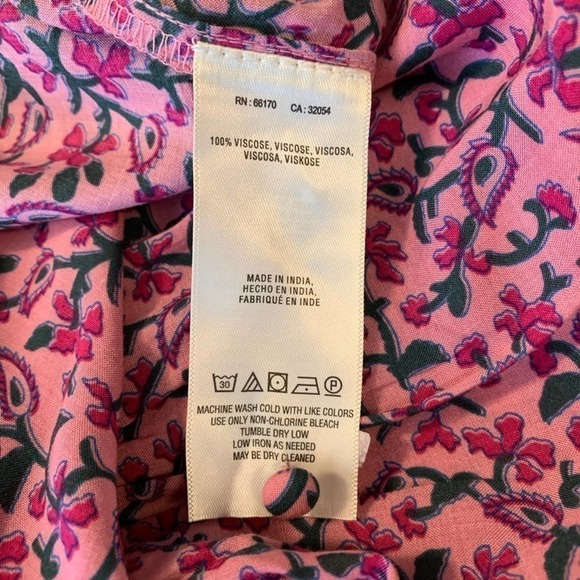 RN : 66170 CA : 32054
100% VISCOSE, VISCOSE, VISCOSA,
VISCOSA, VISKOSE
MADE IN INDIA,
HECHO EN INDIA,
FABRIQUÉ EN INDE
30 P
MACHINE WASH COLD WITH LIKE COLORS
USE ONLY NON-CHLORINE BLEACH
TUMBLE DRY LOW
LOW IRON AS NEEDED
MAY BE DRY CLEANED